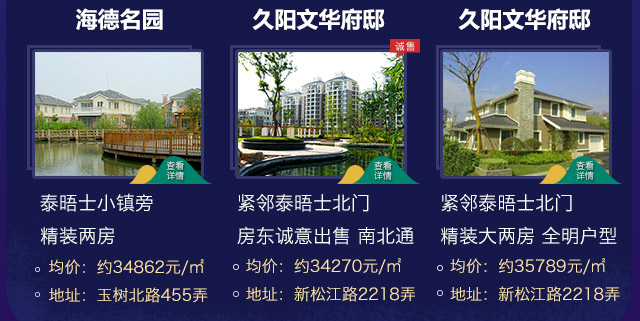 海德名园
查看
详情
泰晤士小镇旁
精装两房
均价：约34862元/㎡
地址：玉树北路455弄
久阳文华府邸
诚售
查看
详情
紧邻泰晤士北门
房东诚意出售 南北通
均价：约34270元/㎡
地址：新松江路2218弄
久阳文华府邸
查看
详情
紧邻泰晤士北门
精装大两房 全明户型
均价：约35789元/㎡
地址：新松江路2218弄